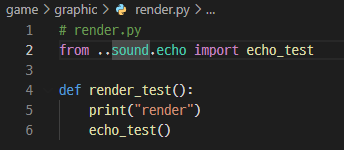 game > graphic > render.py > ...
1 # render.py
2 from ..sound.echo import echo_test
3
4 def render_test():
5     print("render")
6     echo_test()